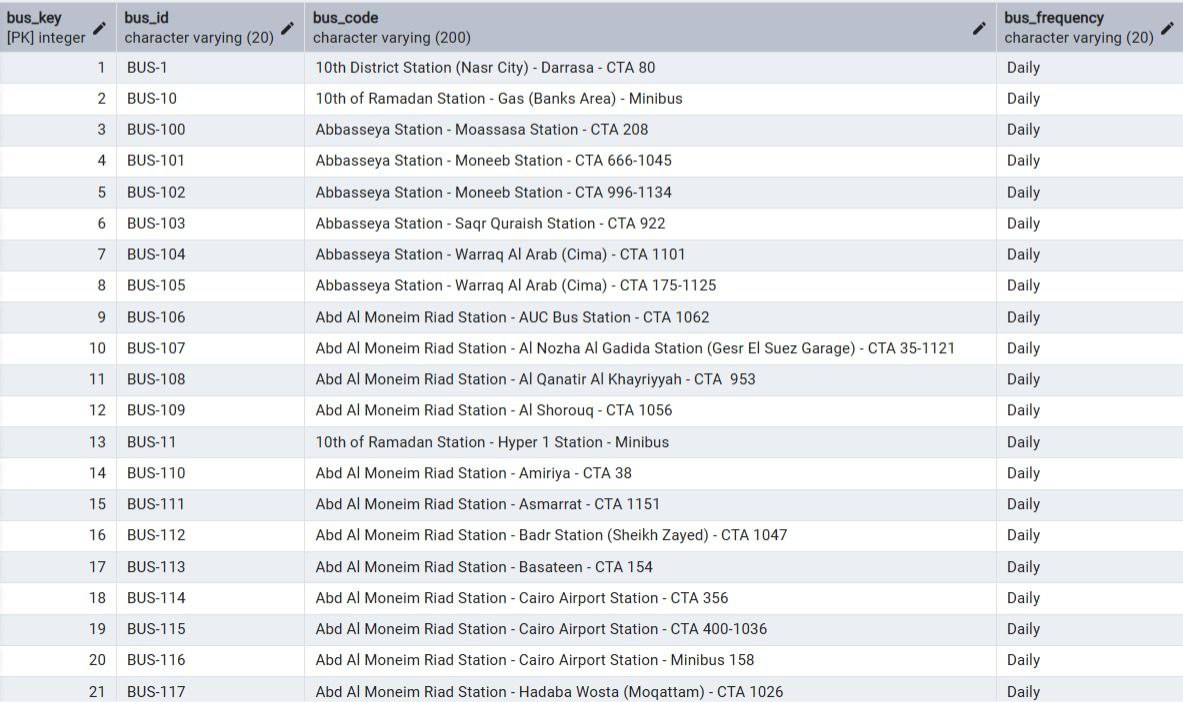 bus_key bus_id bus_code bus_frequency
[PK] integer character varying (20) character varying (200) character varying (20)
1 BUS-1 10th District Station (Nasr City) - Darrasa - CTA 80 Daily
2 BUS-10 10th of Ramadan Station - Gas (Banks Area) - Minibus Daily
3 BUS-100 Abbasseya Station - Moassasa Station - CTA 208 Daily
4 BUS-101 Abbasseya Station - Moneeb Station - CTA 666-1045 Daily
5 BUS-102 Abbasseya Station - Moneeb Station - CTA 996-1134 Daily
6 BUS-103 Abbasseya Station - Saqr Quraish Station - CTA 922 Daily
7 BUS-104 Abbasseya Station - Warraq Al Arab (Cima) - CTA 1101 Daily
8 BUS-105 Abbasseya Station - Warraq Al Arab (Cima) - CTA 175-1125 Daily
9 BUS-106 Abd Al Moneim Riad Station - AUC Bus Station - CTA 1062 Daily
10 BUS-107 Abd Al Moneim Riad Station - Al Nozha Al Gadida Station (Gesr El Suez Garage) - CTA 35-1121 Daily
11 BUS-108 Abd Al Moneim Riad Station - Al Qanatir Al Khayriyyah - CTA  953 Daily
12 BUS-109 Abd Al Moneim Riad Station - Al Shorouq - CTA 1056 Daily
13 BUS-11 10th of Ramadan Station - Hyper 1 Station - Minibus Daily
14 BUS-110 Abd Al Moneim Riad Station - Amiriya - CTA 38 Daily
15 BUS-111 Abd Al Moneim Riad Station - Asmarrat - CTA 1151 Daily
16 BUS-112 Abd Al Moneim Riad Station - Badr Station (Sheikh Zayed) - CTA 1047 Daily
17 BUS-113 Abd Al Moneim Riad Station - Basateen - CTA 154 Daily
18 BUS-114 Abd Al Moneim Riad Station - Cairo Airport Station - CTA 356 Daily
19 BUS-115 Abd Al Moneim Riad Station - Cairo Airport Station - CTA 400-1036 Daily
20 BUS-116 Abd Al Moneim Riad Station - Cairo Airport Station - Minibus 158 Daily
21 BUS-117 Abd Al Moneim Riad Station - Hadaba Wosta (Moqattam) - CTA 1026 Daily